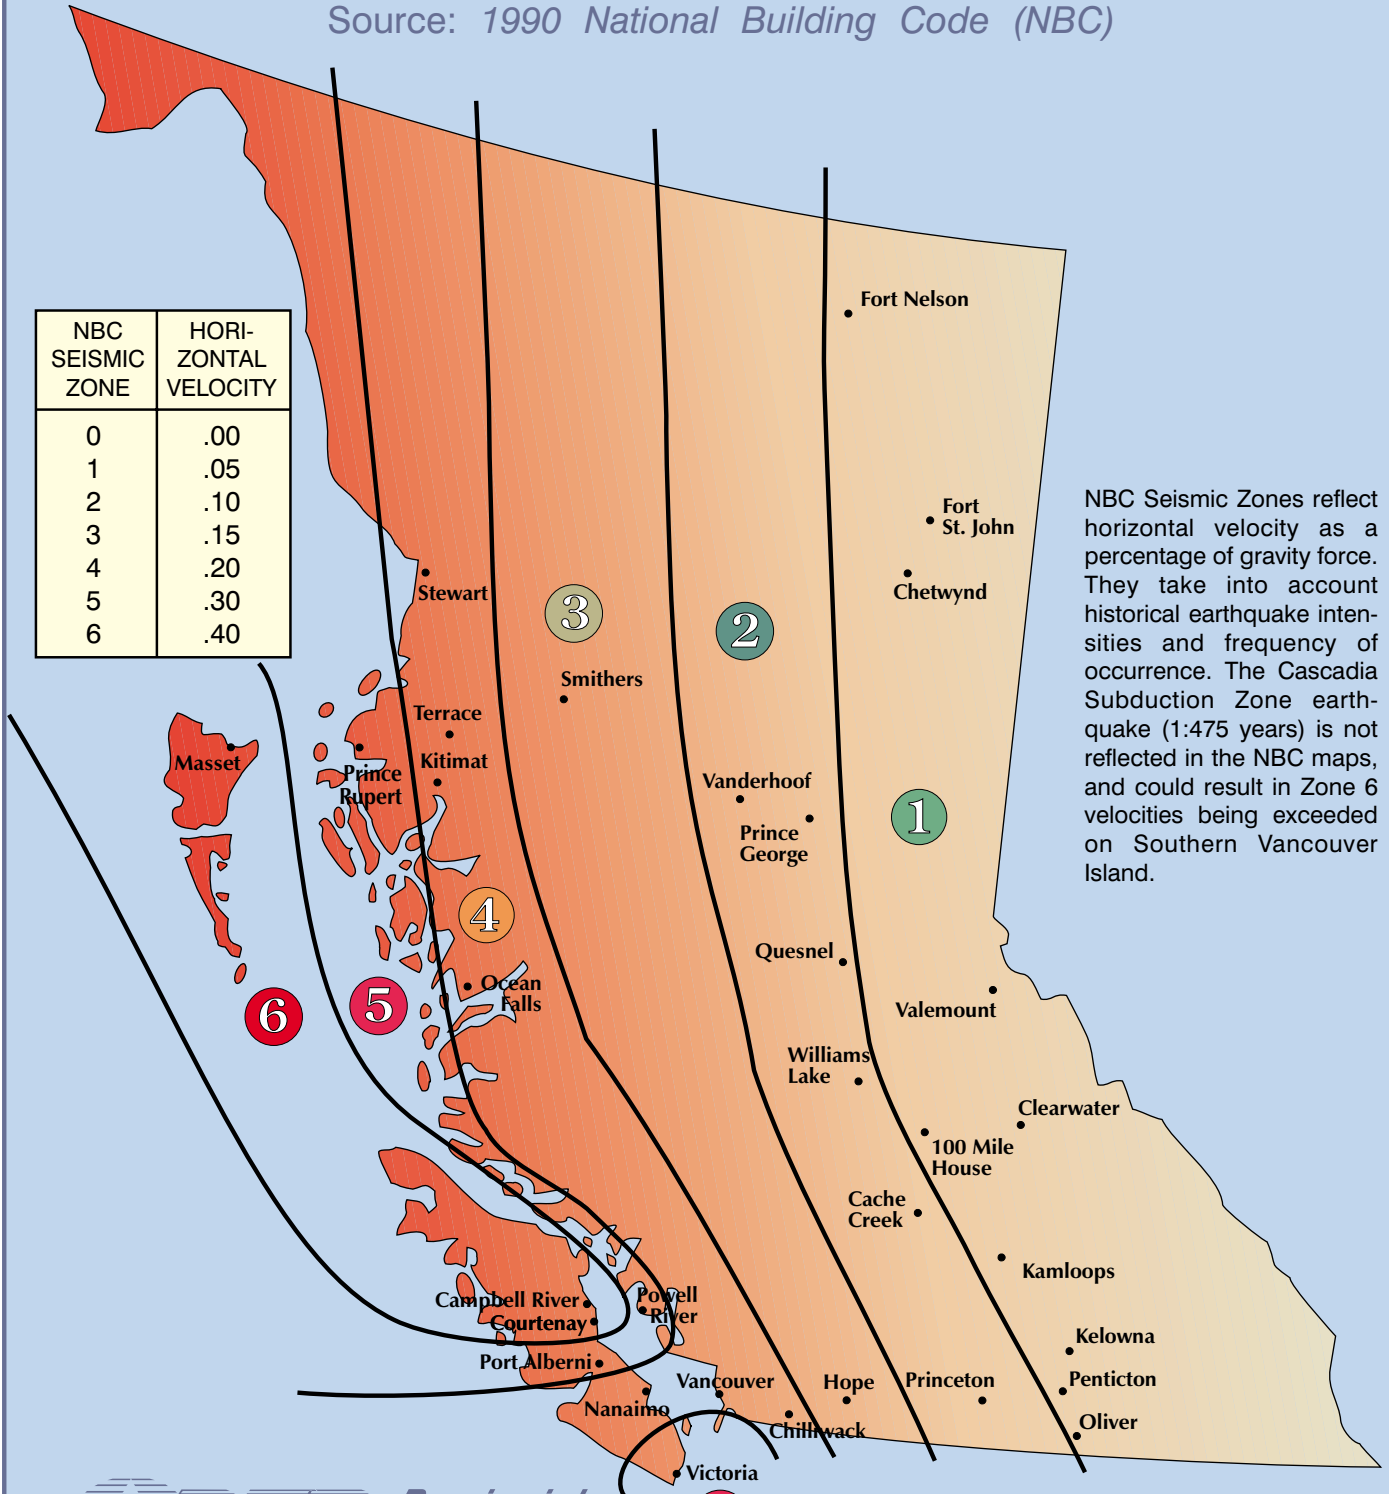 Source: 1990 National Building Code (NBC)
NBC SEISMIC ZONE
HORI-ZONTAL VELOCITY
0 .00
1 .05
2 .10
3 .15
4 .20
5 .30
6 .40
Fort Nelson
Fort
St. John
Chetwynd
NBC Seismic Zones reflect
horizontal velocity as a
percentage of gravity force.
They take into account
historical earthquake inten-
sities and frequency of
occurrence. The Cascadia
Subduction Zone earth-
quake (1:475 years) is not
reflected in the NBC maps,
and could result in Zone 6
velocities being exceeded
on Southern Vancouver
Island.
Stewart
3
2
Smithers
Terrace
Kitimat
Masset
Prince
Rupert
Vanderhoof
Prince
George
1
4
Quesnel
Ocean
Falls
5
6
Valemount
Williams
Lake
Clearwater
100 Mile
House
Cache
Creek
Kamloops
Campbell River
Courtenay
Powell
River
Kelowna
Port Alberni
Vancouver
Hope
Princeton
Penticton
Nanaimo
Chilliwack
Oliver
Victoria